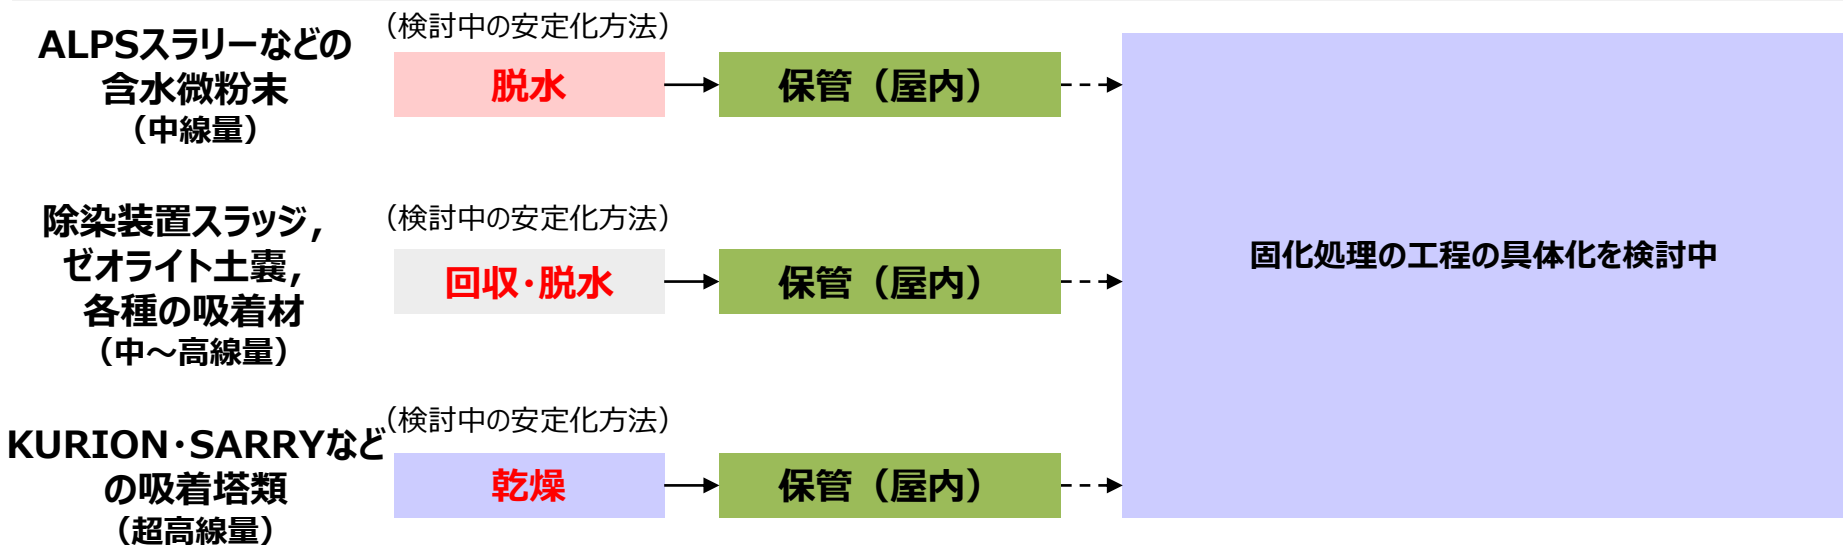 ALPSスラリーなどの
含水微粉末
（中線量）
（検討中の安定化方法）
脱水
保管（屋内）
除染装置スラッジ，
ゼオライト土嚢，
各種の吸着材
（中～高線量）
（検討中の安定化方法）
回収・脱水
保管（屋内）
KURION・SARRYなど
の吸着塔類
（超高線量）
（検討中の安定化方法）
乾燥
保管（屋内）
固化処理の工程の具体化を検討中